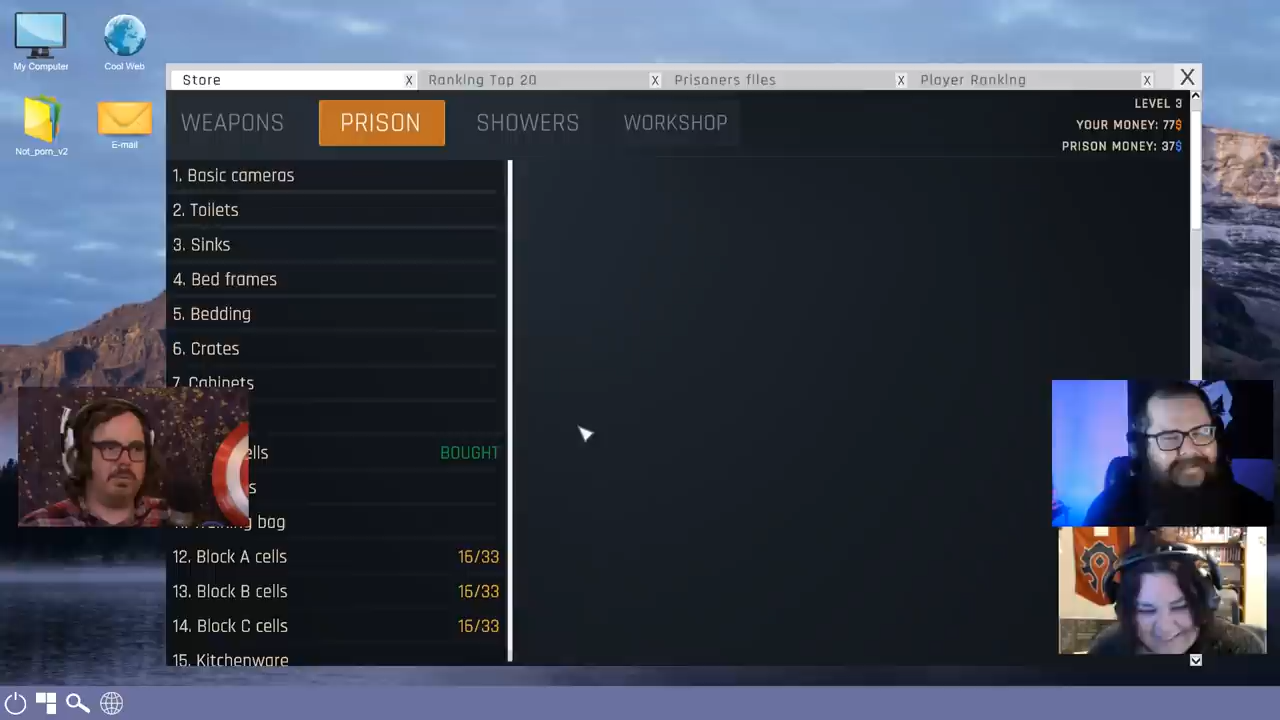 My Computer
Cool Web
Not_porn_v2
E-mail
Store X
Ranking Top 20 X
Prisoners files X
Player Ranking X
X
WEAPONS
PRISON
SHOWERS
WORKSHOP
LEVEL 3
YOUR MONEY: 77$
PRISON MONEY: 37$
1. Basic cameras
2. Toilets
3. Sinks
4. Bed frames
5. Bedding
6. Crates
7. Cabinets
ells BOUGHT
s
bag
12. Block A cells 16/33
13. Block B cells 16/33
14. Block C cells 16/33
15. Kitchenware